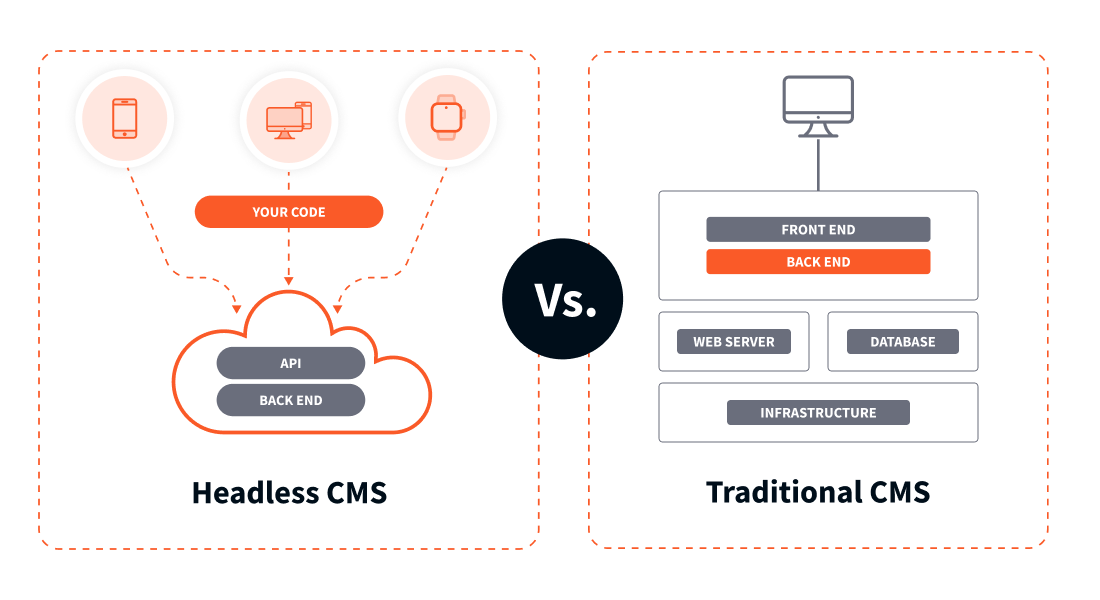 YOUR CODE
API
BACK END
Headless CMS
Vs.
FRONT END
BACK END
WEB SERVER
DATABASE
INFRASTRUCTURE
Traditional CMS